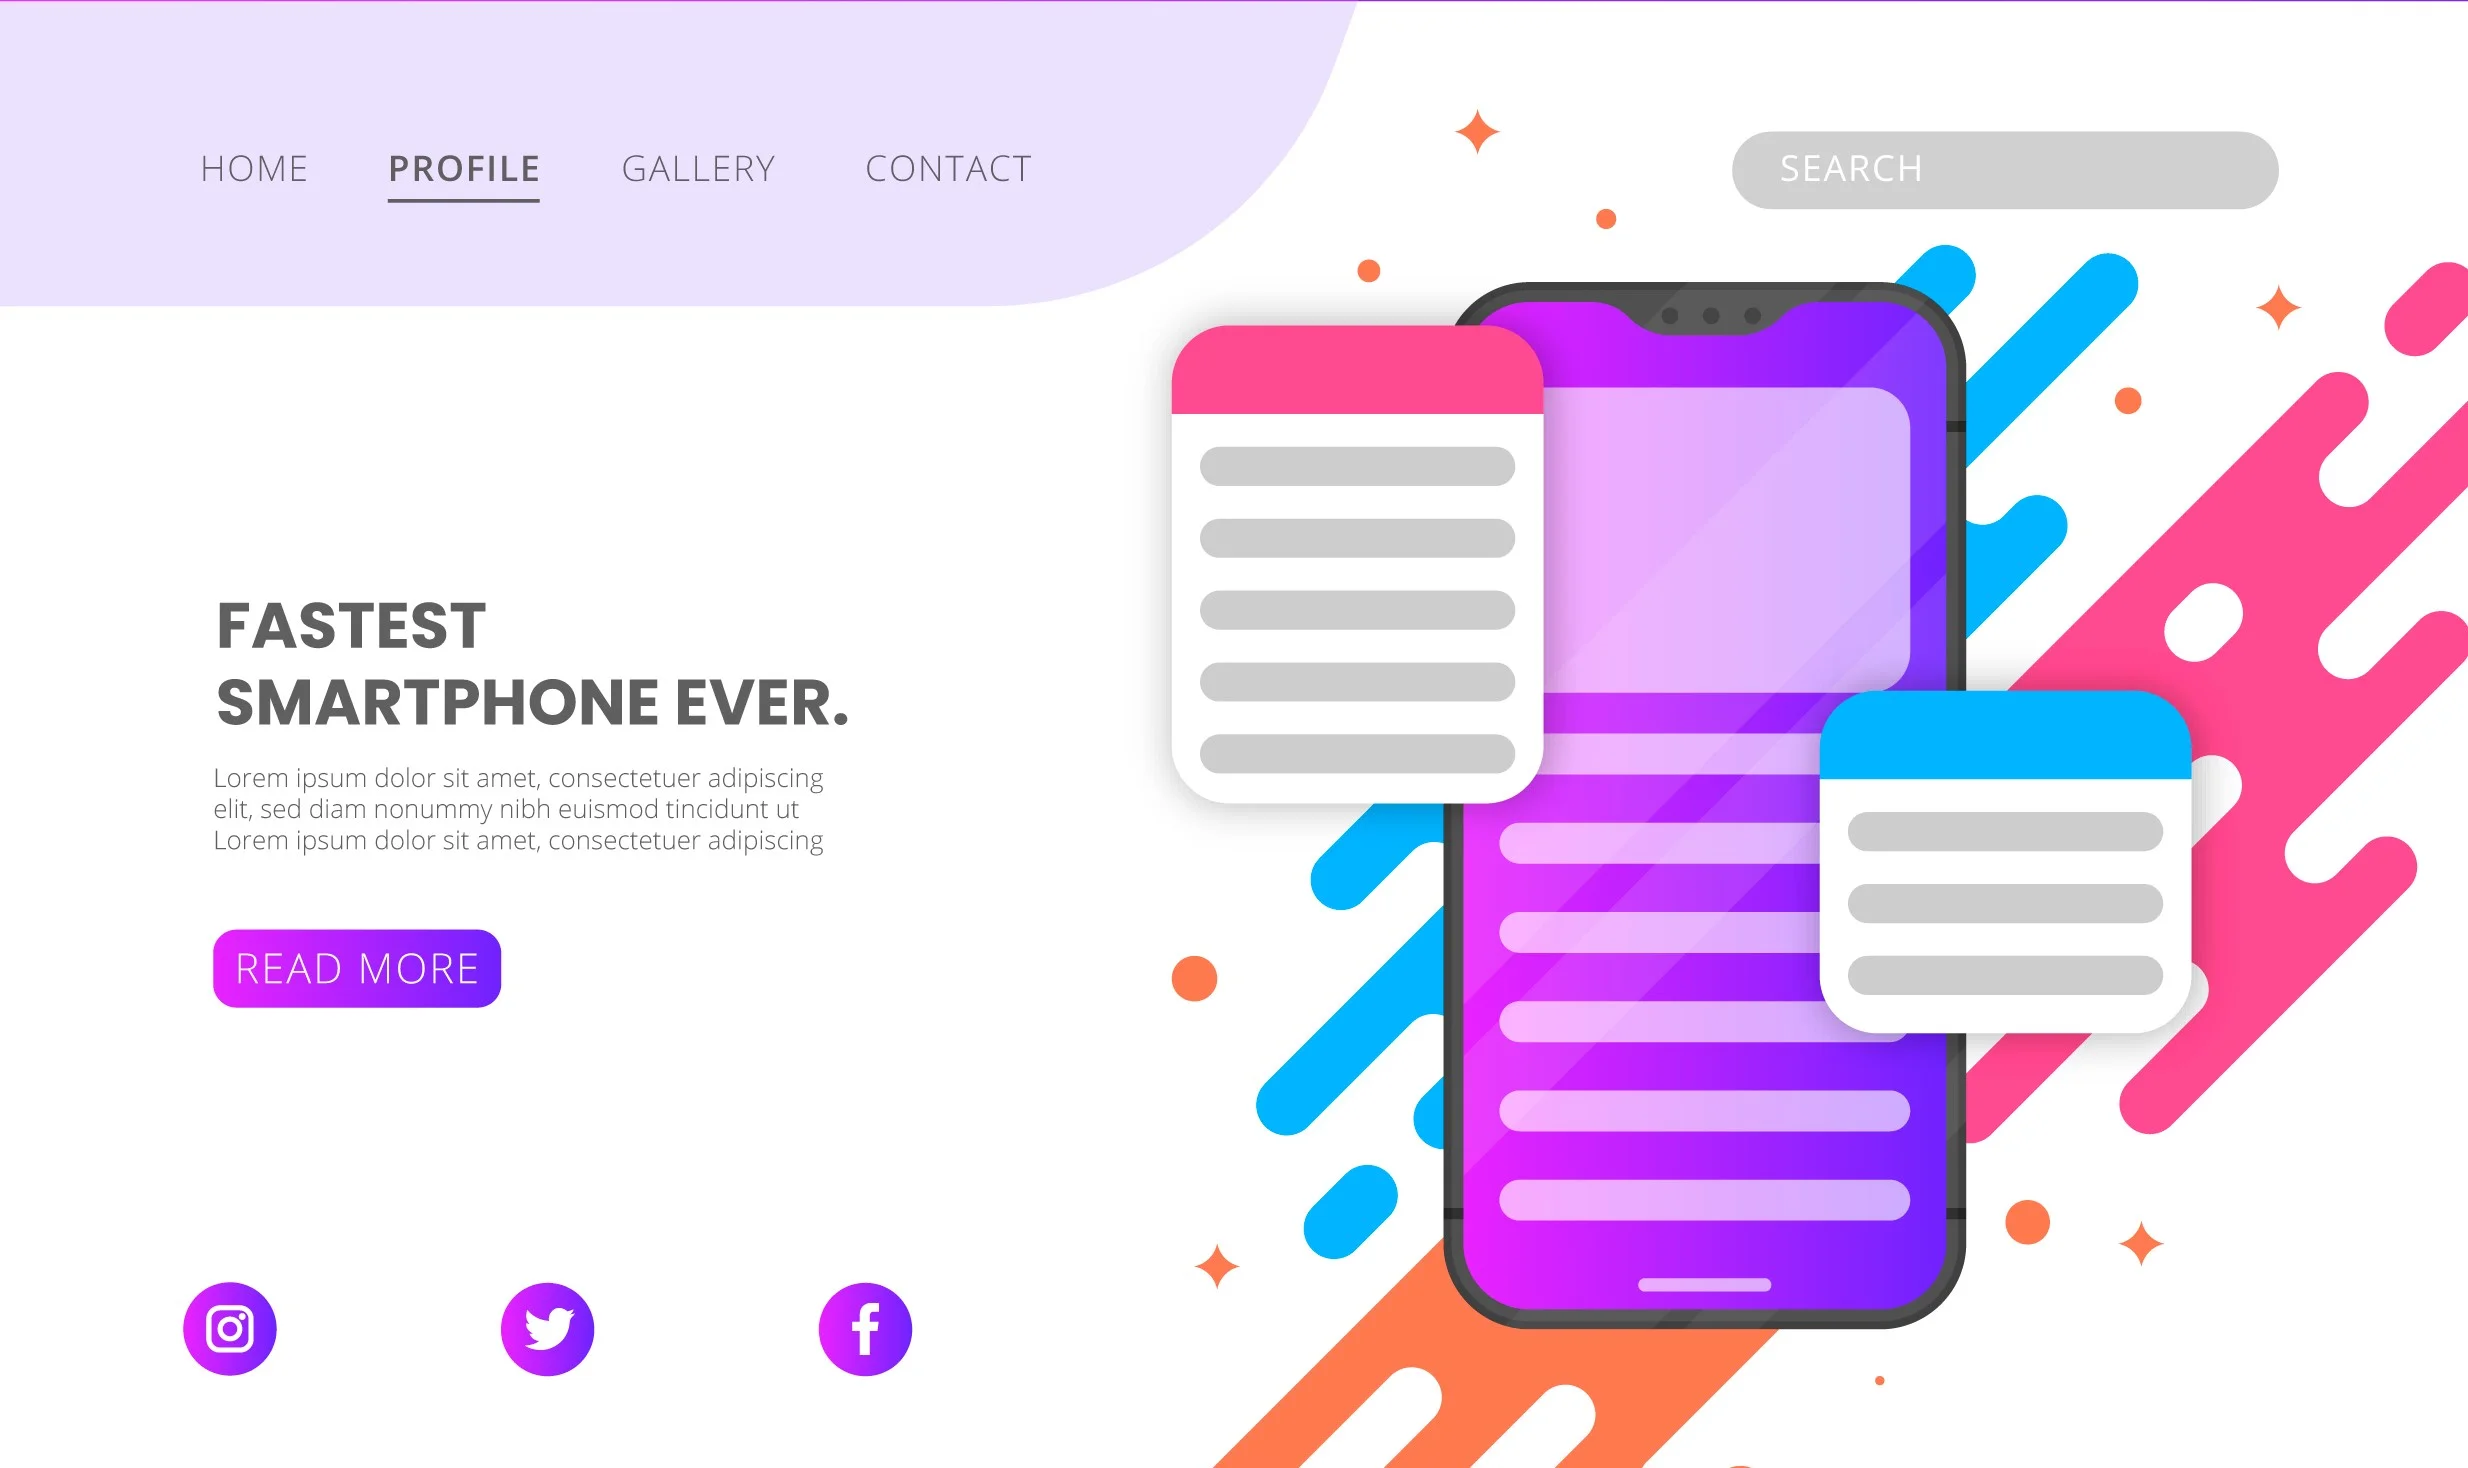 HOME
PROFILE
GALLERY
CONTACT
SEARCH
FASTEST
SMARTPHONE EVER.
Lorem ipsum dolor sit amet, consectetuer adipiscing
elit, sed diam nonummy nibh euismod tincidunt ut
Lorem ipsum dolor sit amet, consectetuer adipiscing
READ MORE